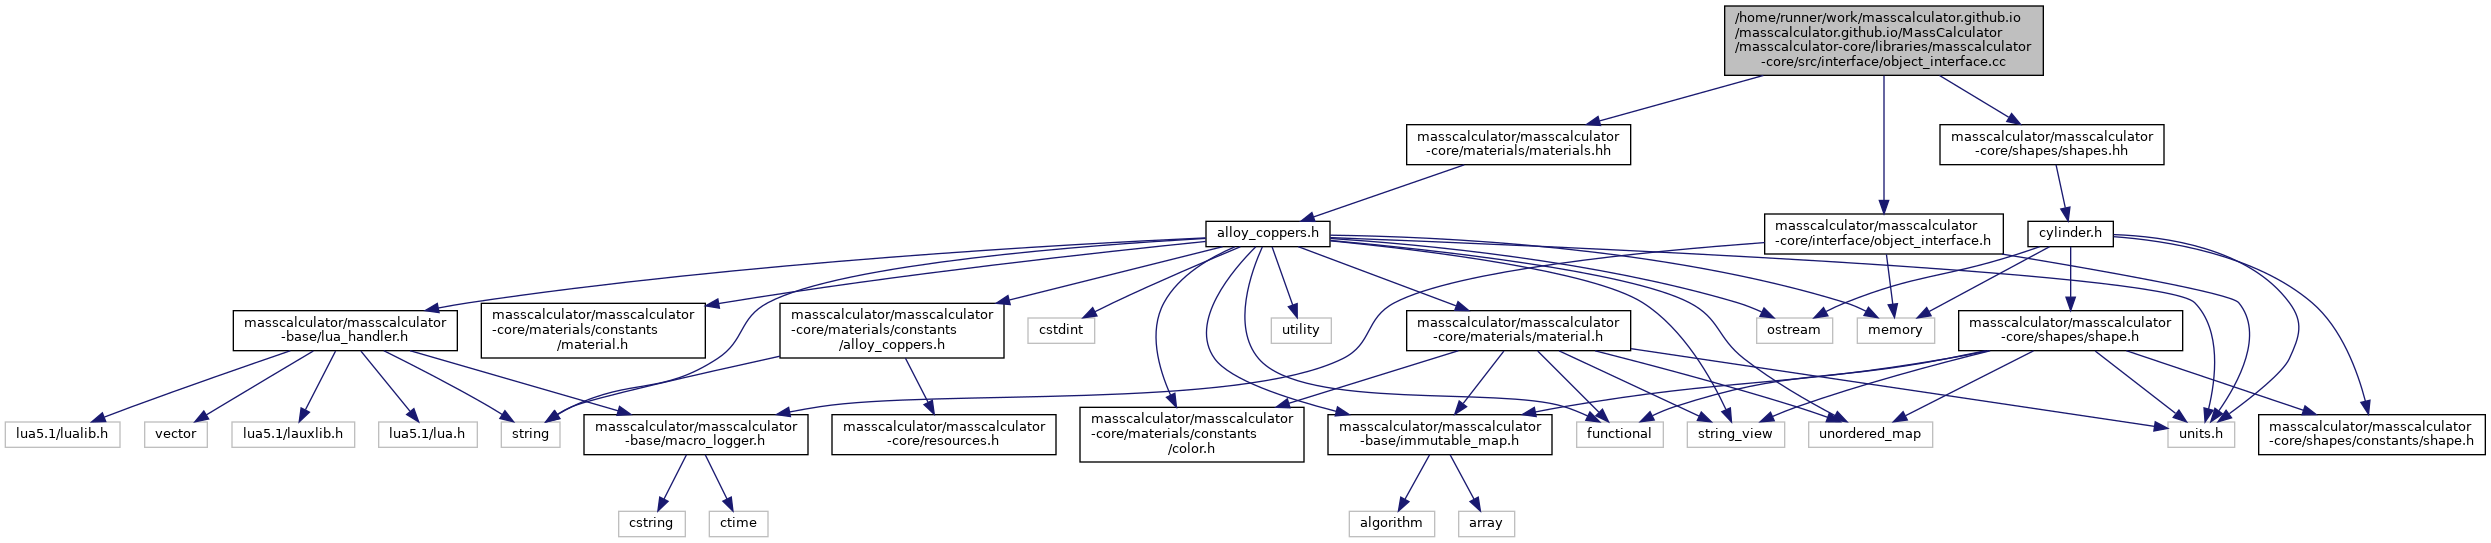 /home/runner/work/masscalculator.github.io
/masscalculator.github.io/MassCalculator
/masscalculator-core/libraries/masscalculator
-core/src/interface/object_interface.cc
masscalculator/masscalculator
-core/materials/materials.hh
masscalculator/masscalculator
-core/shapes/shapes.hh
alloy_coppers.h
masscalculator/masscalculator
-core/interface/object_interface.h
cylinder.h
masscalculator/masscalculator
-base/lua_handler.h
masscalculator/masscalculator
-core/materials/constants
/material.h
masscalculator/masscalculator
-core/materials/constants
/alloy_coppers.h
cstdint
utility
masscalculator/masscalculator
-core/materials/material.h
ostream
memory
masscalculator/masscalculator
-core/shapes/shape.h
lua5.1/lualib.h
vector
lua5.1/lauxlib.h
lua5.1/lua.h
string
masscalculator/masscalculator
-base/macro_logger.h
masscalculator/masscalculator
-core/resources.h
masscalculator/masscalculator
-core/materials/constants
/color.h
masscalculator/masscalculator
-base/immutable_map.h
functional
string_view
unordered_map
units.h
masscalculator/masscalculator
-core/shapes/constants/shape.h
cstring
ctime
algorithm
array